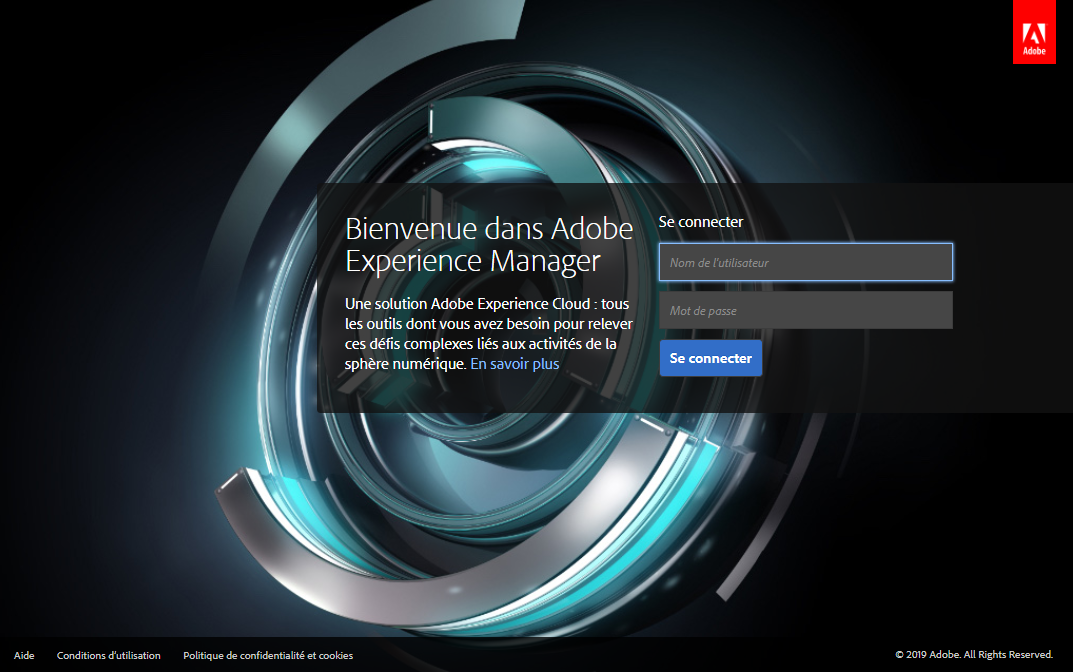 Adobe
Bienvenue dans Adobe
Experience Manager
Une solution Adobe Experience Cloud : tous
les outils dont vous avez besoin pour relever
ces défis complexes liés aux activités de la
sphère numérique. En savoir plus
Se connecter
Nom de l'utilisateur
Mot de passe
Se connecter
Aide
Conditions d'utilisation
Politique de confidentialité et cookies
© 2019 Adobe. All Rights Reserved.